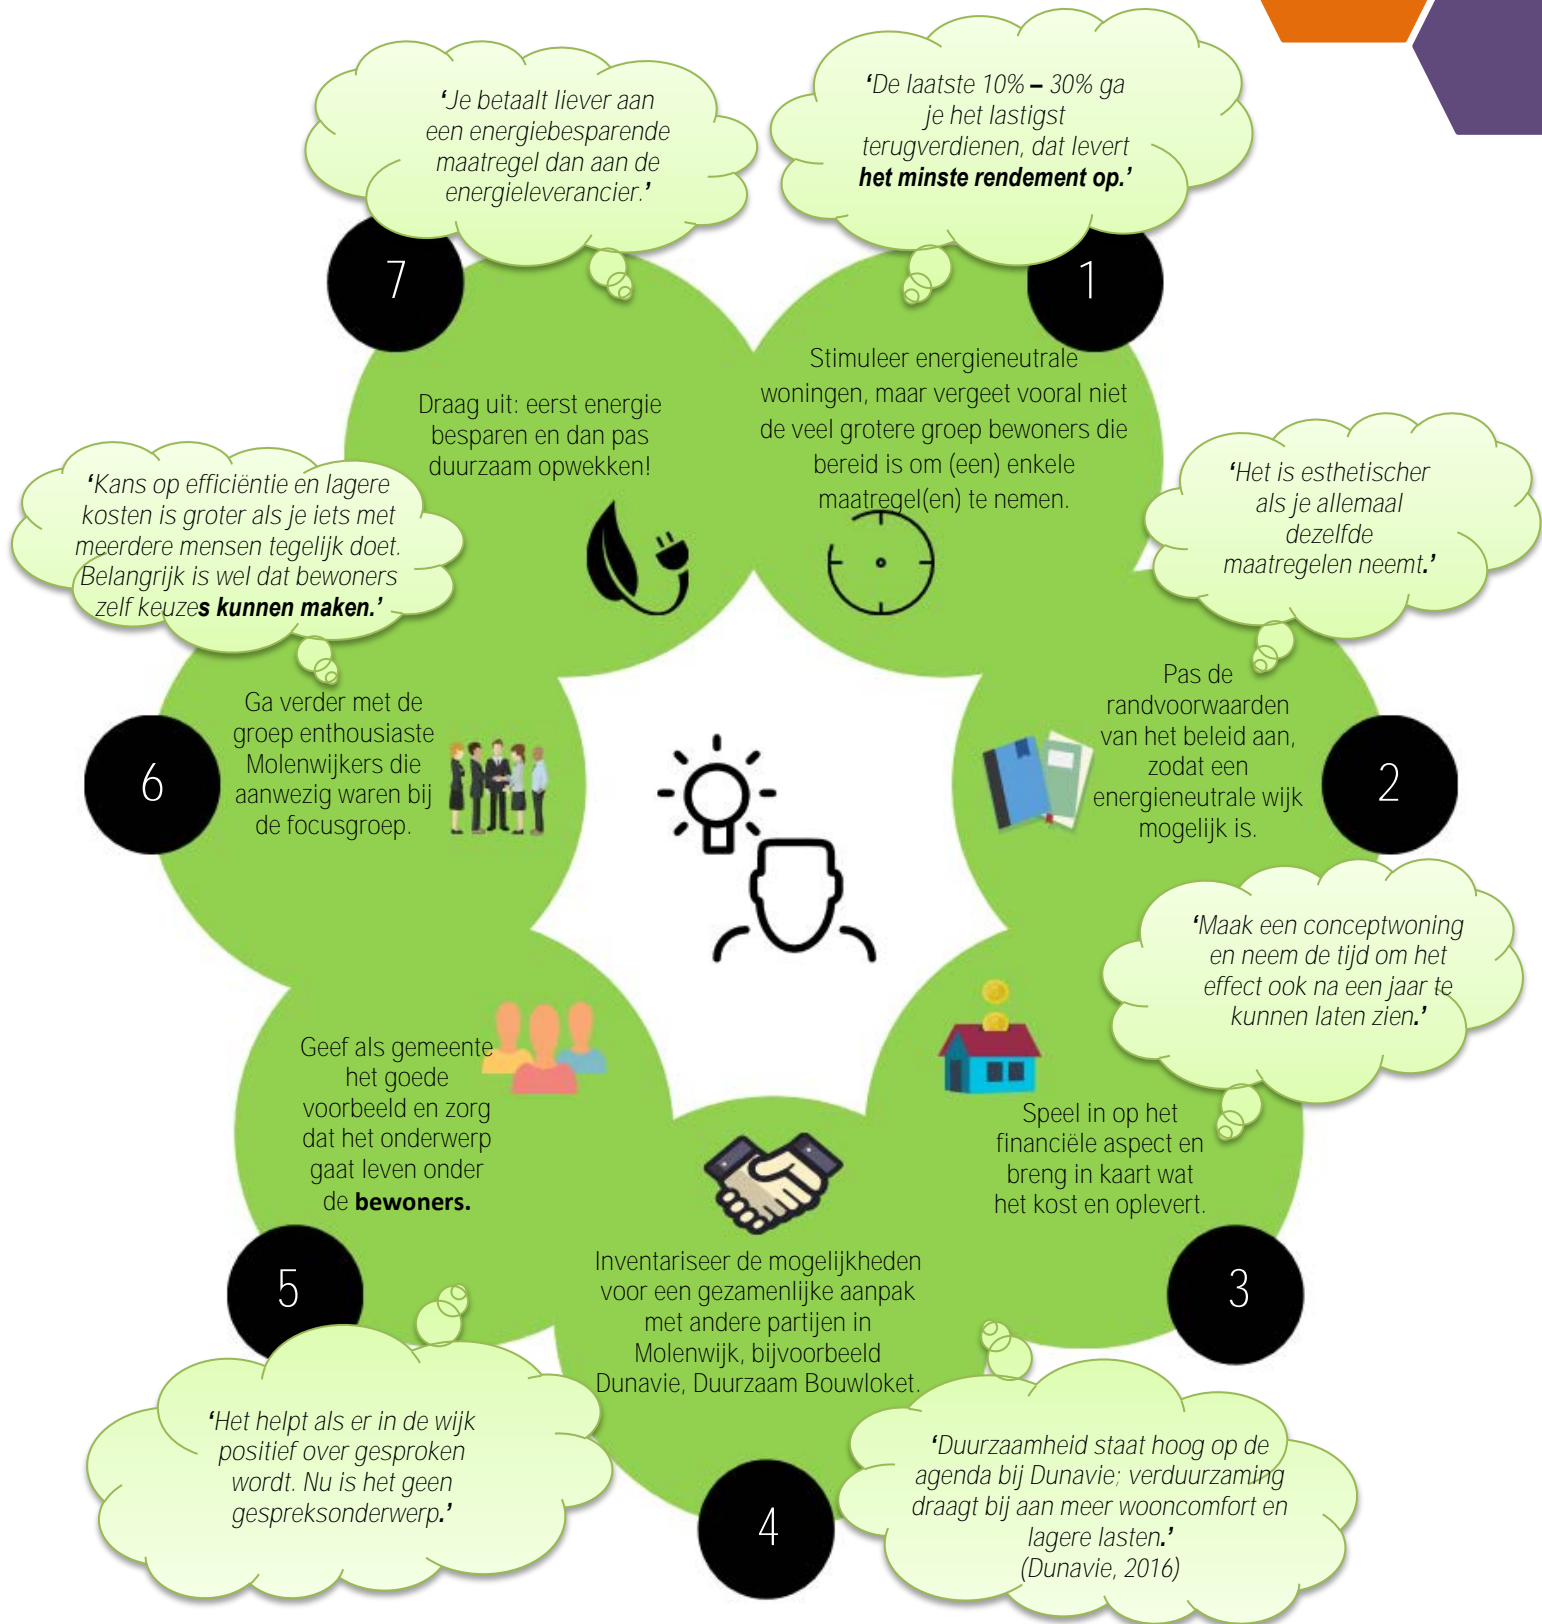 'Je betaalt liever aan
een energiebesparende
maatregel dan aan de
energieleverancier.'
'De laatste 10% – 30% ga
je het lastigst
terugverdienen, dat levert
het minste rendement op.'
7
1
Draag uit: eerst energie
besparen en dan pas
duurzaam opwekken!
Stimuleer energieneutrale
woningen, maar vergeet vooral niet
de veel grotere groep bewoners die
bereid is om (een) enkele
maatregel(en) te nemen.
'Kans op efficiëntie en lagere
kosten is groter als je iets met
meerdere mensen tegelijk doet.
Belangrijk is wel dat bewoners
zelf keuzes kunnen maken.'
'Het is esthetischer
als je allemaal
dezelfde
maatregelen neemt.'
6
Ga verder met de
groep enthousiaste
Molenwijkers die
aanwezig waren bij
de focusgroep.
Pas de
randvoorwaarden
van het beleid aan,
zodat een
energieneutrale wijk
mogelijk is.
2
'Maak een conceptwoning
en neem de tijd om het
effect ook na een jaar te
kunnen laten zien.'
Geef als gemeente
het goede
voorbeeld en zorg
dat het onderwerp
gaat leven onder
de bewoners.
Speel in op het
financiële aspect en
breng in kaart wat
het kost en oplevert.
5
Inventariseer de mogelijkheden
voor een gezamenlijke aanpak
met andere partijen in
Molenwijk, bijvoorbeeld
Dunavie, Duurzaam Bouwloket.
3
'Het helpt als er in de wijk
positief over gesproken
wordt. Nu is het geen
gespreksonderwerp.'
4
'Duurzaamheid staat hoog op de
agenda bij Dunavie; verduurzaming
draagt bij aan meer wooncomfort en
lagere lasten.'
(Dunavie, 2016)